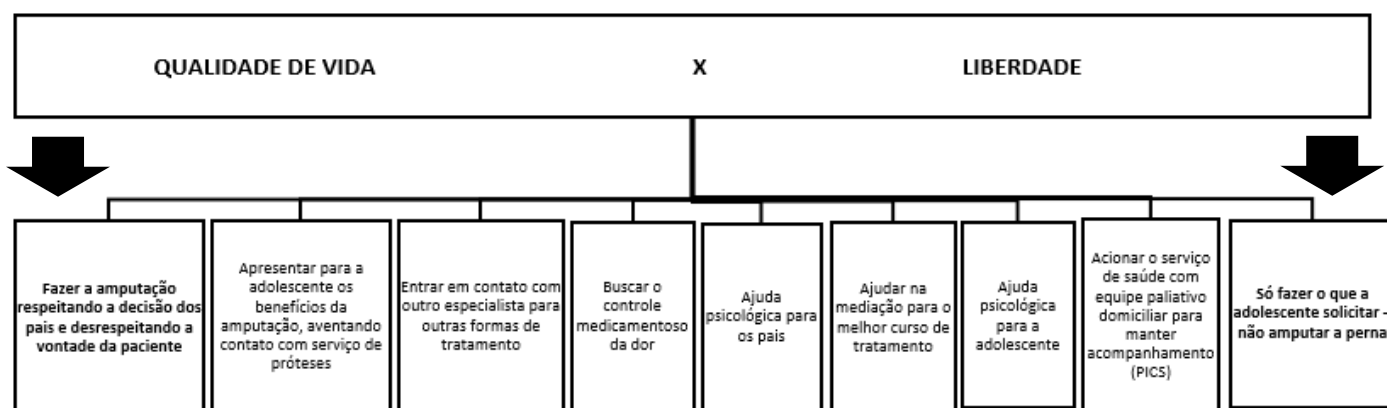 QUALIDADE DE VIDA X LIBERDADE
Fazer a amputação
respeitando a decisão dos
pais e desrespeitando a
vontade da paciente
Apresentar para a
adolescente os
benefícios da
amputação, aventando
contato com serviço de
próteses
Entrar em contato com
outro especialista para
outras formas de
tratamento
Buscar o
controle
medicamentoso
da dor
Ajuda
psicológica para
os pais
Ajudar na
mediação para o
melhor curso de
tratamento
Ajuda
psicológica
para a
adolescente
Acionar o serviço
de saúde com
equipe paliativo
domiciliar para
manter
acompanhamento
(PICS)
Só fazer o que a
adolescente solicitar -
não amputar a perna